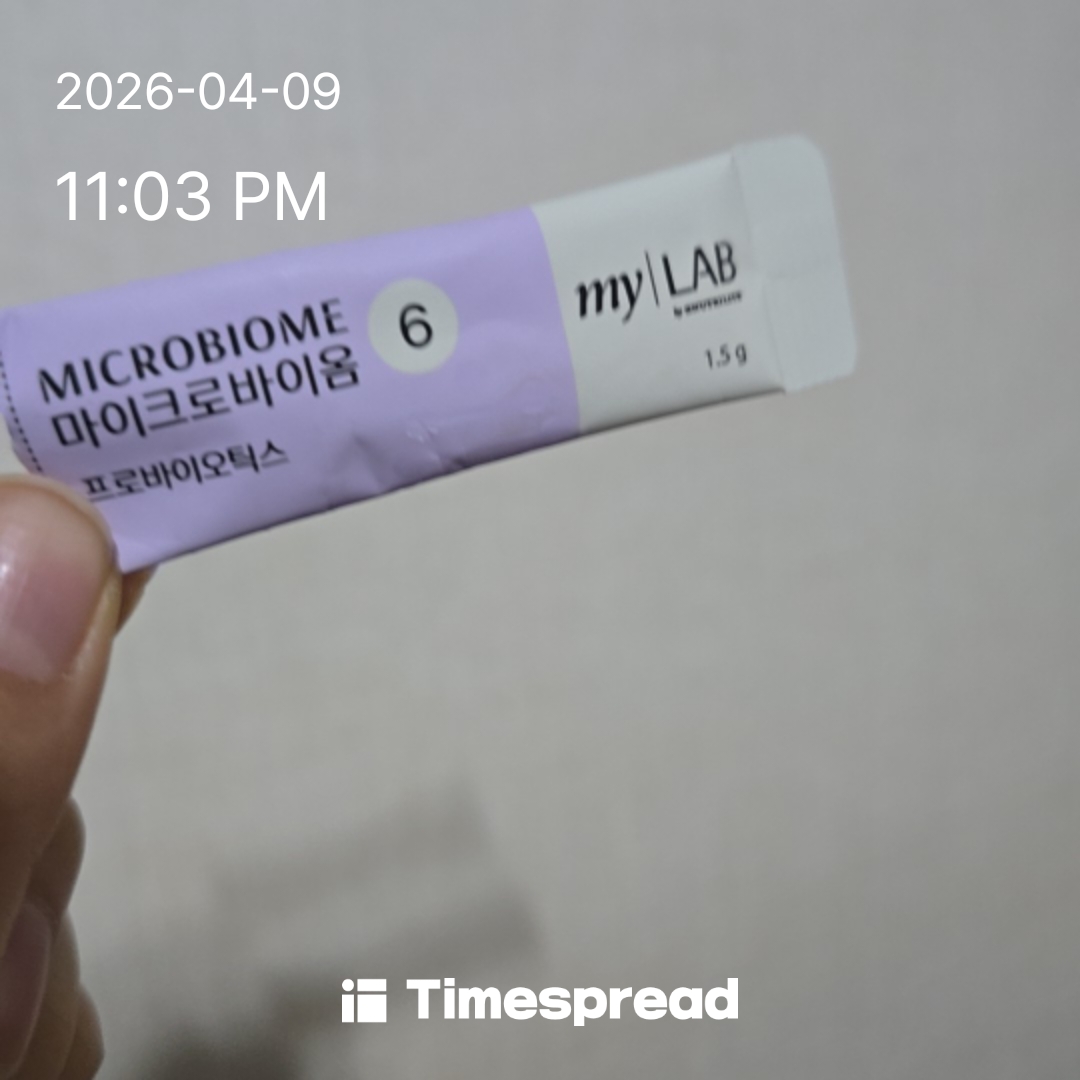 2026-04-09
11:03 PM
my LAB
1.5 g
MICROBIOME 6
마이크로바이옴
프로바이오틱스
Timespread